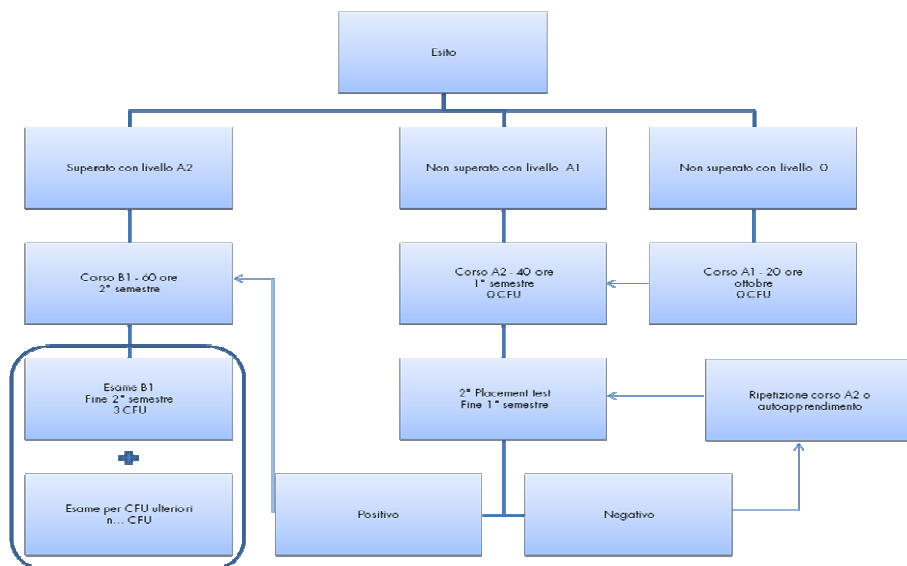 Esito
Superato con livello A2
Non superato con livello A1
Non superato con livello 0
Corso B1 - 60 ore
2° semestre
Corso A2 - 40 ore
1° semestre
0 CFU
Corso A1 - 20 ore
ottobre
0 CFU
Esame B1
Fine 2° semestre
3 CFU
2° Placement test
Fine 1° semestre
Ripetizione corso A2 o
autoapprendimento
Esame per CFU ulteriori
n... CFU
Positivo
Negativo